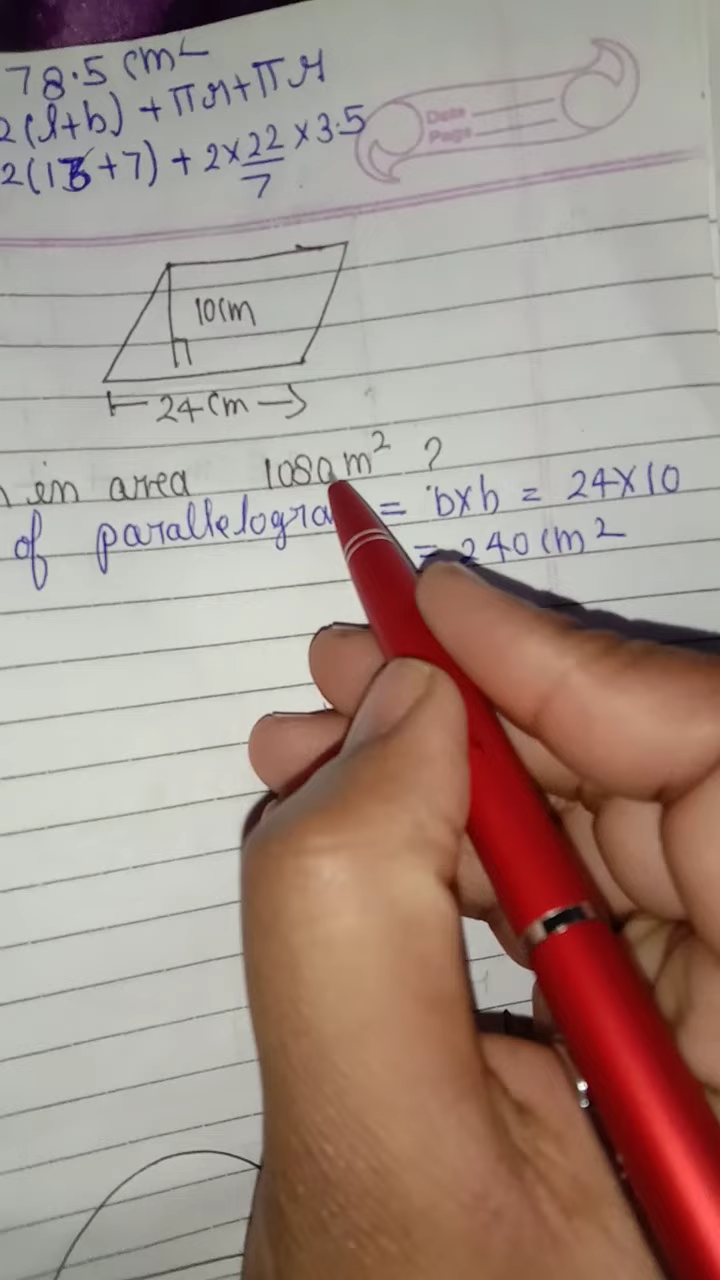 78.5 cm²
2(l+b) + πr + πr
2(13+7) + 2×22/7 ×3.5
Date
Page
10cm
24cm
in area 1080m² ?
of parallelogra = b×b = 24×10
= 240 cm²